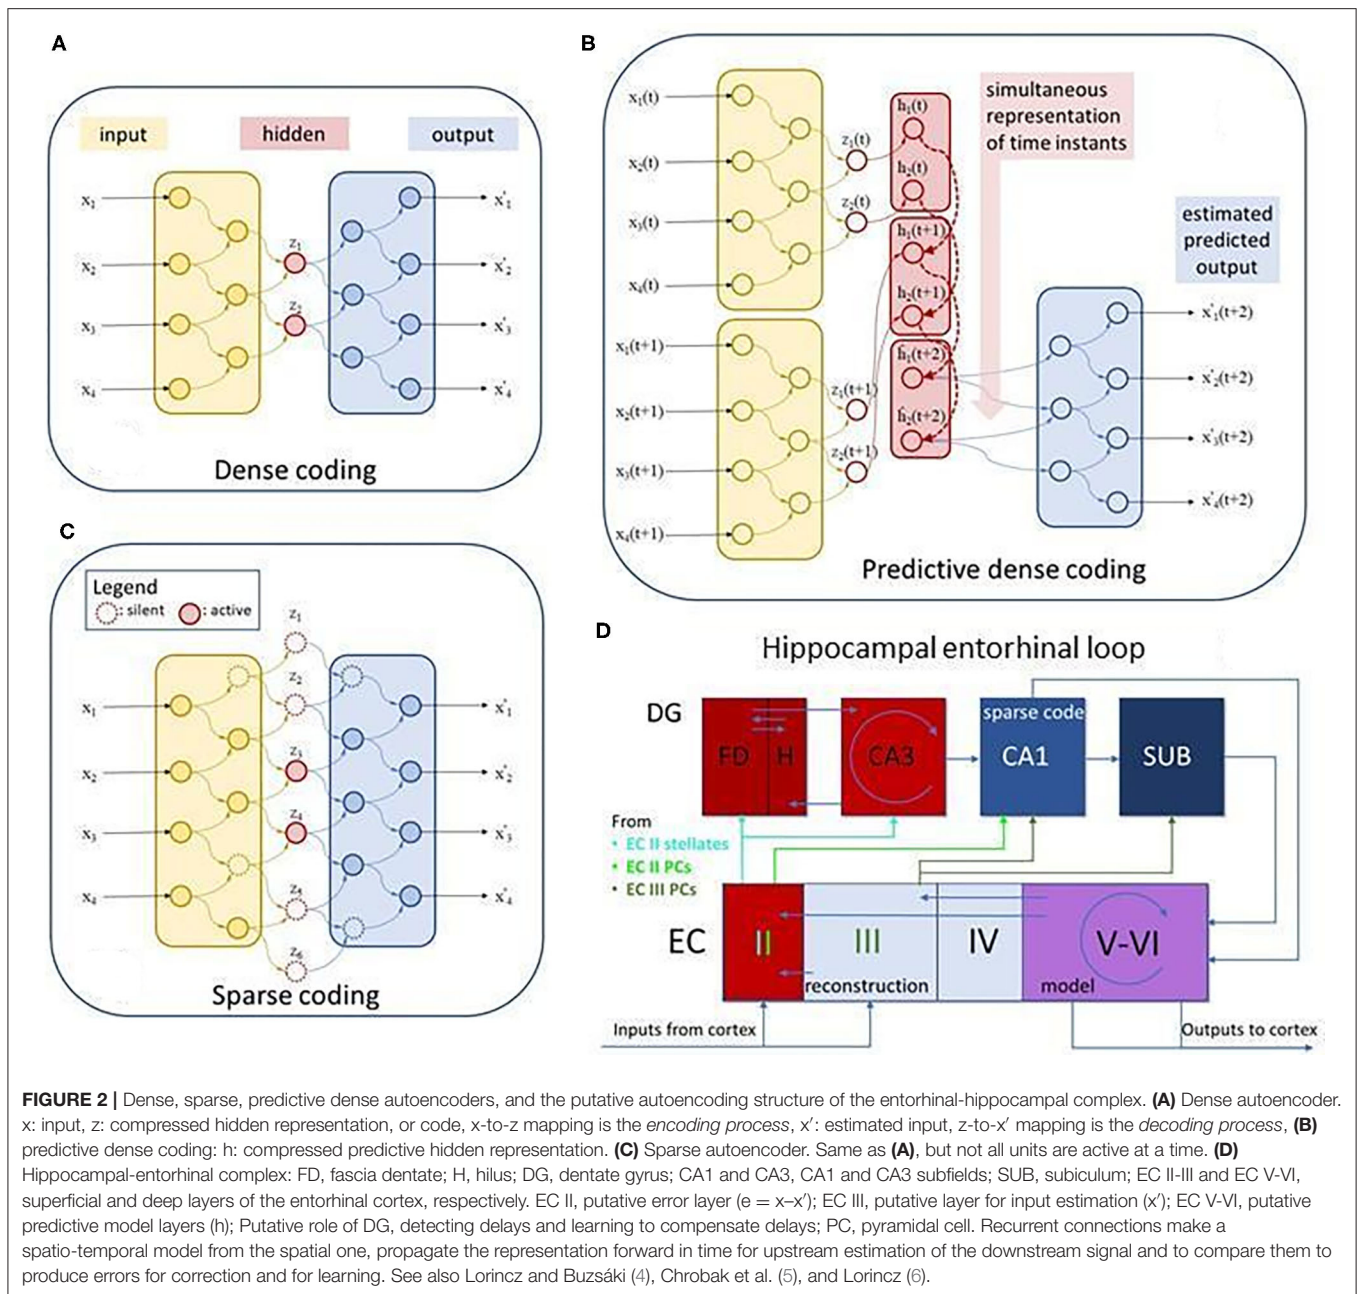 A
input
hidden
output
x1
x2
x3
x4
z1
z2
x'1
x'2
x'3
x'4
Dense coding
B
x1(t)
x2(t)
x3(t)
x4(t)
x1(t+1)
x2(t+1)
x3(t+1)
x4(t+1)
z1(t)
z2(t)
z1(t+1)
z2(t+1)
h1(t)
h2(t)
h1(t+1)
h2(t+1)
ĥ1(t+2)
ĥ2(t+2)
simultaneous
representation
of time instants
estimated
predicted
output
x'1(t+2)
x'2(t+2)
x'3(t+2)
x'4(t+2)
Predictive dense coding
C
Legend
: silent
: active
x1
x2
x3
x4
z1
z2
z3
z4
z5
z6
x'1
x'2
x'3
x'4
Sparse coding
D
Hippocampal entorhinal loop
DG
FD
H
CA3
sparse code
CA1
SUB
From
• EC II stellates
• EC II PCs
• EC III PCs
EC
II
III
IV
V-VI
reconstruction
model
Inputs from cortex
Outputs to cortex
FIGURE 2 | Dense, sparse, predictive dense autoencoders, and the putative autoencoding structure of the entorhinal-hippocampal complex. (A) Dense autoencoder.
x: input, z: compressed hidden representation, or code, x-to-z mapping is the encoding process, x′: estimated input, z-to-x′ mapping is the decoding process, (B)
predictive dense coding: h: compressed predictive hidden representation. (C) Sparse autoencoder. Same as (A), but not all units are active at a time. (D)
Hippocampal-entorhinal complex: FD, fascia dentate; H, hilus; DG, dentate gyrus; CA1 and CA3, CA1 and CA3 subfields; SUB, subiculum; EC II-III and EC V-VI,
superficial and deep layers of the entorhinal cortex, respectively. EC II, putative error layer (e = x–x′); EC III, putative layer for input estimation (x′); EC V-VI, putative
predictive model layers (h); Putative role of DG, detecting delays and learning to compensate delays; PC, pyramidal cell. Recurrent connections make a
spatio-temporal model from the spatial one, propagate the representation forward in time for upstream estimation of the downstream signal and to compare them to
produce errors for correction and for learning. See also Lorincz and Buzsáki (4), Chrobak et al. (5), and Lorincz (6).